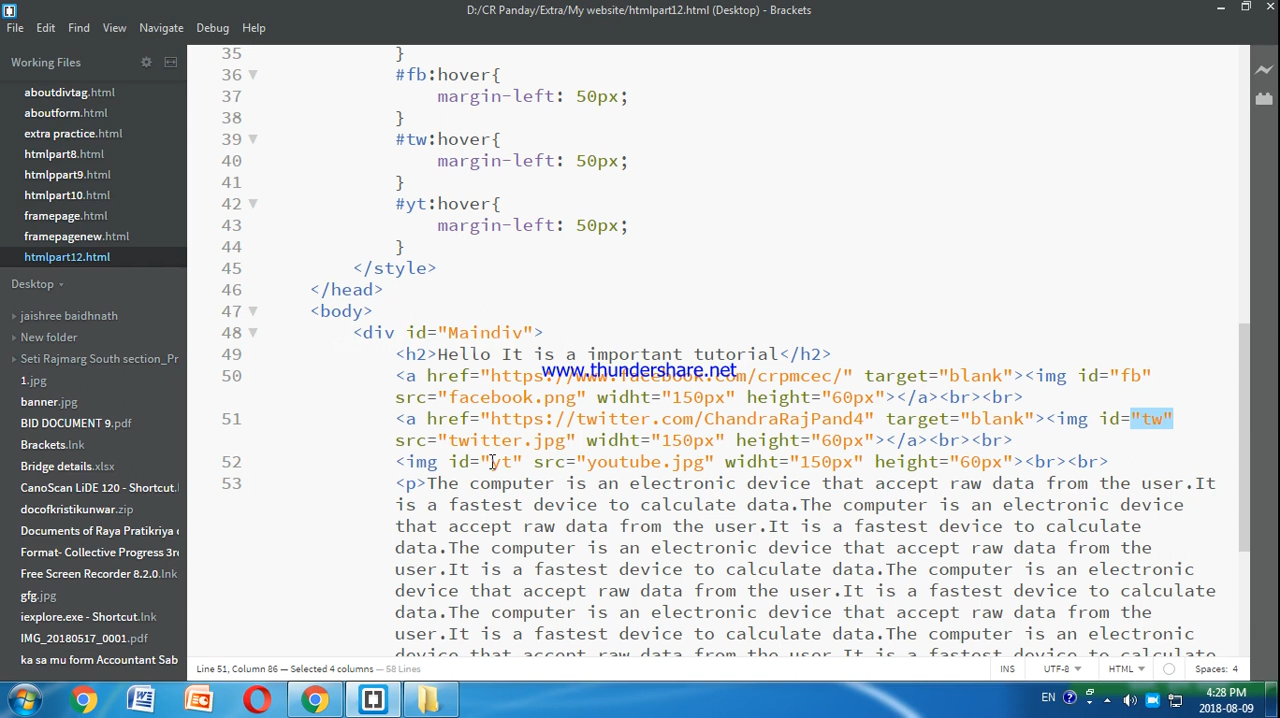 D:/CR Panday/Extra/My website/htmlpart12.html (Desktop) - Brackets
File Edit Find View Navigate Debug Help
Working Files
aboutdivtag.html
aboutform.html
extra practice.html
htmlpart8.html
htmlppart9.html
htmlpart10.html
framepage.html
framepagenew.html
htmlpart12.html
Desktop
jaishree baidhnath
New folder
Seti Rajmarg South section_Pr
1.jpg
banner.jpg
BID DOCUMENT 9.pdf
Brackets.lnk
Bridge details.xlsx
CanoScan LiDE 120 - Shortcut.
docofkristikunwar.zip
Documents of Raya Pratikriya
Format- Collective Progress 3r
Free Screen Recorder 8.2.0.lnk
gfg.jpg
iexplore.exe - Shortcut.lnk
IMG_20180517_0001.pdf
ka sa mu form Accountant Sab
35 }
36 #fb:hover{
37 margin-left: 50px;
38 }
39 #tw:hover{
40 margin-left: 50px;
41 }
42 #yt:hover{
43 margin-left: 50px;
44 }
45 </style>
46 </head>
47 <body>
48 <div id="Maindiv">
49 <h2>Hello It is a important tutorial</h2>
www.thundershare.net
50 <a href="https://www.facebook.com/crpmcec/" target="blank"><img id="fb"
src="facebook.png" widht="150px" height="60px"></a><br><br>
51 <a href="https://twitter.com/ChandraRajPand4" target="blank"><img id="tw"
src="twitter.jpg" widht="150px" height="60px"></a><br><br>
52 <img id="yt" src="youtube.jpg" widht="150px" height="60px"><br><br>
53 <p>The computer is an electronic device that accept raw data from the user.It
is a fastest device to calculate data.The computer is an electronic device
that accept raw data from the user.It is a fastest device to calculate
data.The computer is an electronic device that accept raw data from the
user.It is a fastest device to calculate data.The computer is an electronic
device that accept raw data from the user.It is a fastest device to calculate
data.The computer is an electronic device that accept raw data from the
user.It is a fastest device to calculate data.The computer is an electronic
device that accept raw data from the user.It is a fastest device to calculate
Line 51, Column 86 — Selected 4 columns — 58 Lines
INS UTF-8 HTML Spaces: 4
EN
4:28 PM
2018-08-09